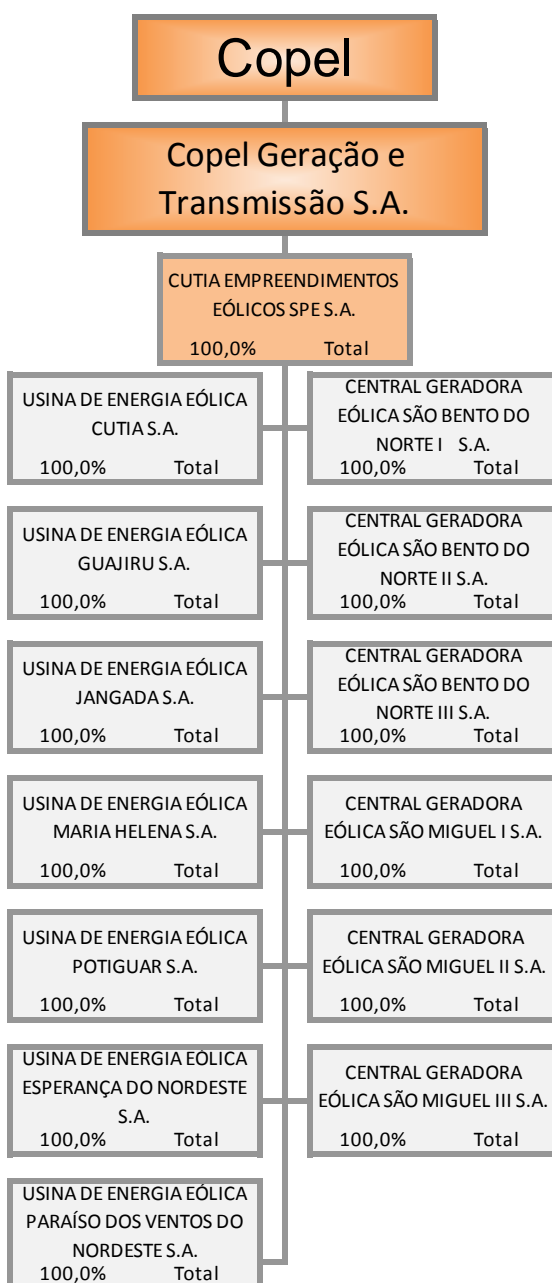 Copel
Copel Geração e
Transmissão S.A.
CUTIA EMPREENDIMENTOS
EÓLICOS SPE S.A.
100,0% Total
USINA DE ENERGIA EÓLICA
CUTIA S.A.
100,0% Total
CENTRAL GERADORA
EÓLICA SÃO BENTO DO
NORTE I S.A.
100,0% Total
USINA DE ENERGIA EÓLICA
GUAJIRU S.A.
100,0% Total
CENTRAL GERADORA
EÓLICA SÃO BENTO DO
NORTE II S.A.
100,0% Total
USINA DE ENERGIA EÓLICA
JANGADA S.A.
100,0% Total
CENTRAL GERADORA
EÓLICA SÃO BENTO DO
NORTE III S.A.
100,0% Total
USINA DE ENERGIA EÓLICA
MARIA HELENA S.A.
100,0% Total
CENTRAL GERADORA
EÓLICA SÃO MIGUEL I S.A.
100,0% Total
USINA DE ENERGIA EÓLICA
POTIGUAR S.A.
100,0% Total
CENTRAL GERADORA
EÓLICA SÃO MIGUEL II S.A.
100,0% Total
USINA DE ENERGIA EÓLICA
ESPERANÇA DO NORDESTE
S.A.
100,0% Total
CENTRAL GERADORA
EÓLICA SÃO MIGUEL III S.A.
100,0% Total
USINA DE ENERGIA EÓLICA
PARAÍSO DOS VENTOS DO
NORDESTE S.A.
100,0% Total